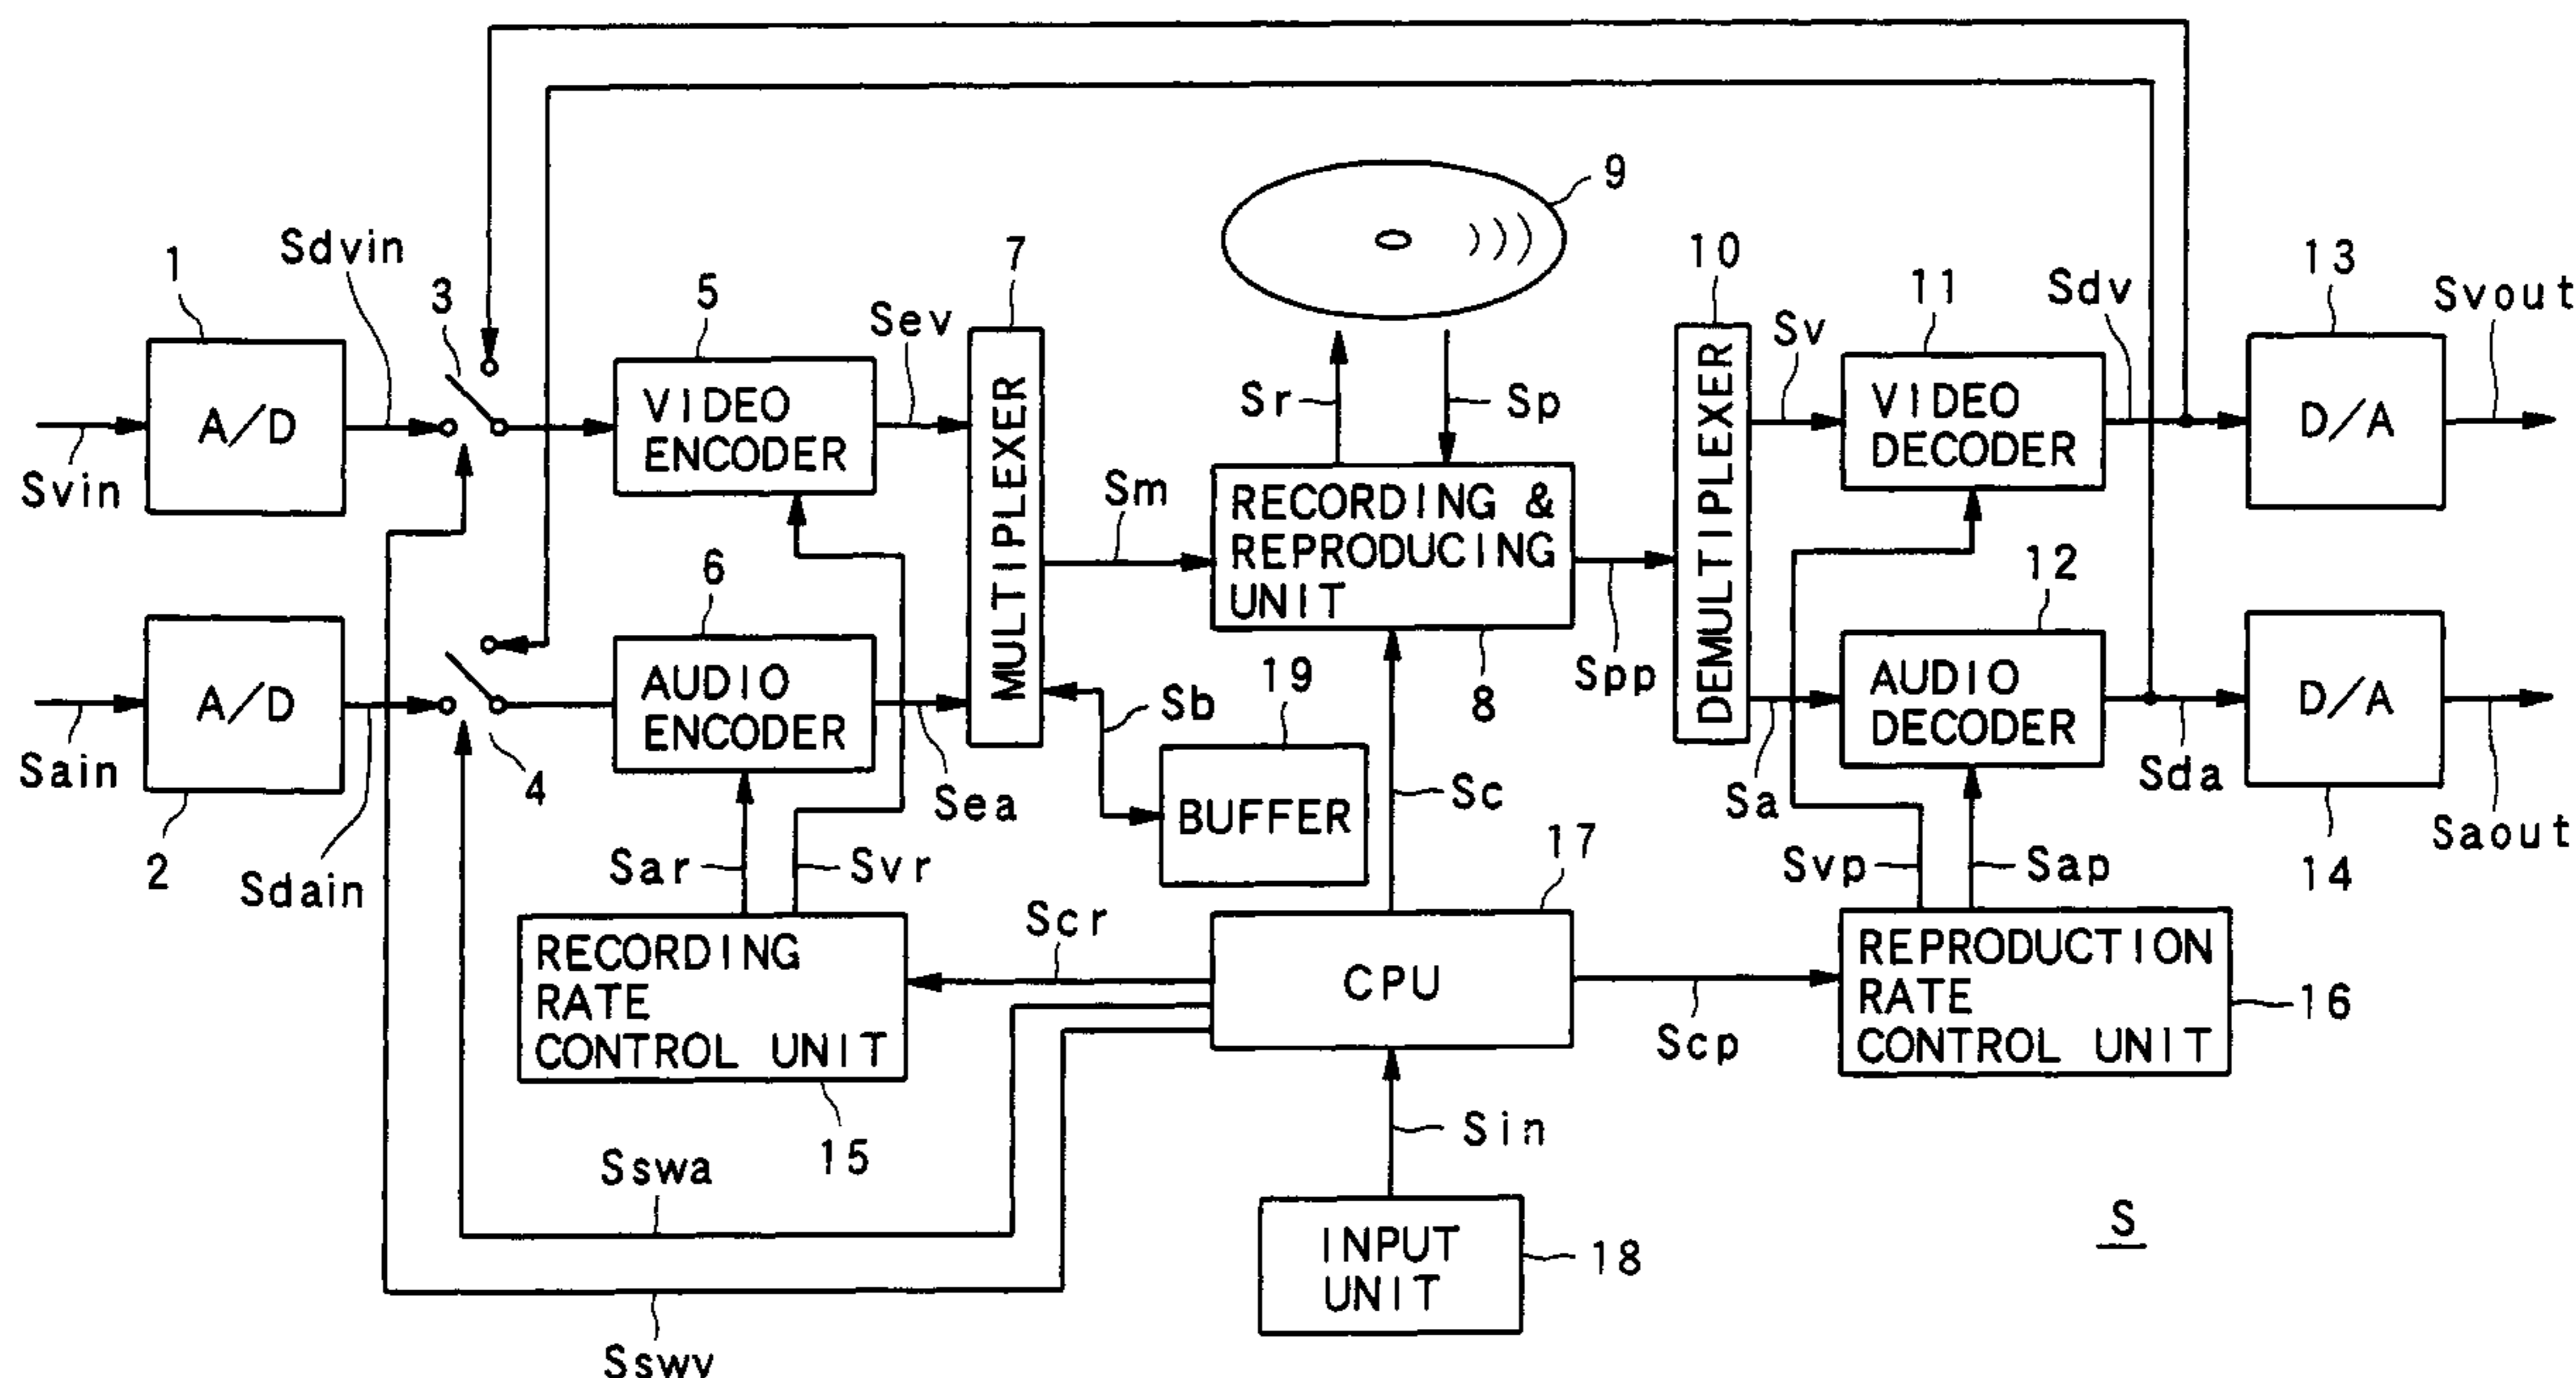 9
1
Sdvin
3
5
Sev
7
10
11
Sdv
13
Svout
A/D
VIDEO
ENCODER
MULTIPLEXER
Sr
Sp
DEMULTIPLEXER
Sv
VIDEO
DECODER
D/A
Svin
Sm
RECORDING &
REPRODUCING
UNIT
6
12
A/D
AUDIO
ENCODER
Sb
19
8
Spp
AUDIO
DECODER
D/A
Sain
4
Sea
BUFFER
Sc
Sa
Sda
Saout
2
Sdain
Sar
Svr
17
Svp
Sap
14
RECORDING
RATE
CONTROL UNIT
Scr
CPU
Scp
REPRODUCTION
RATE
CONTROL UNIT
16
15
Sin
Sswa
INPUT
UNIT
18
S
Sswv